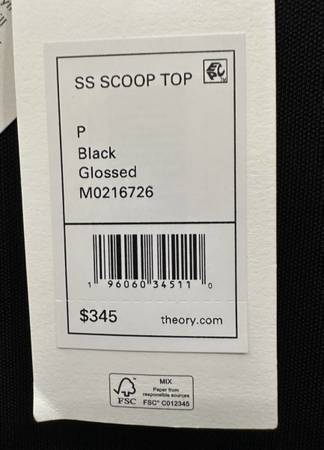 SS SCOOP TOP
P
Black
Glossed
M0216726
1 96060 34511 0
$345 theory.com
FSC
MIX
Paper from
responsible sources
FSC® C012345